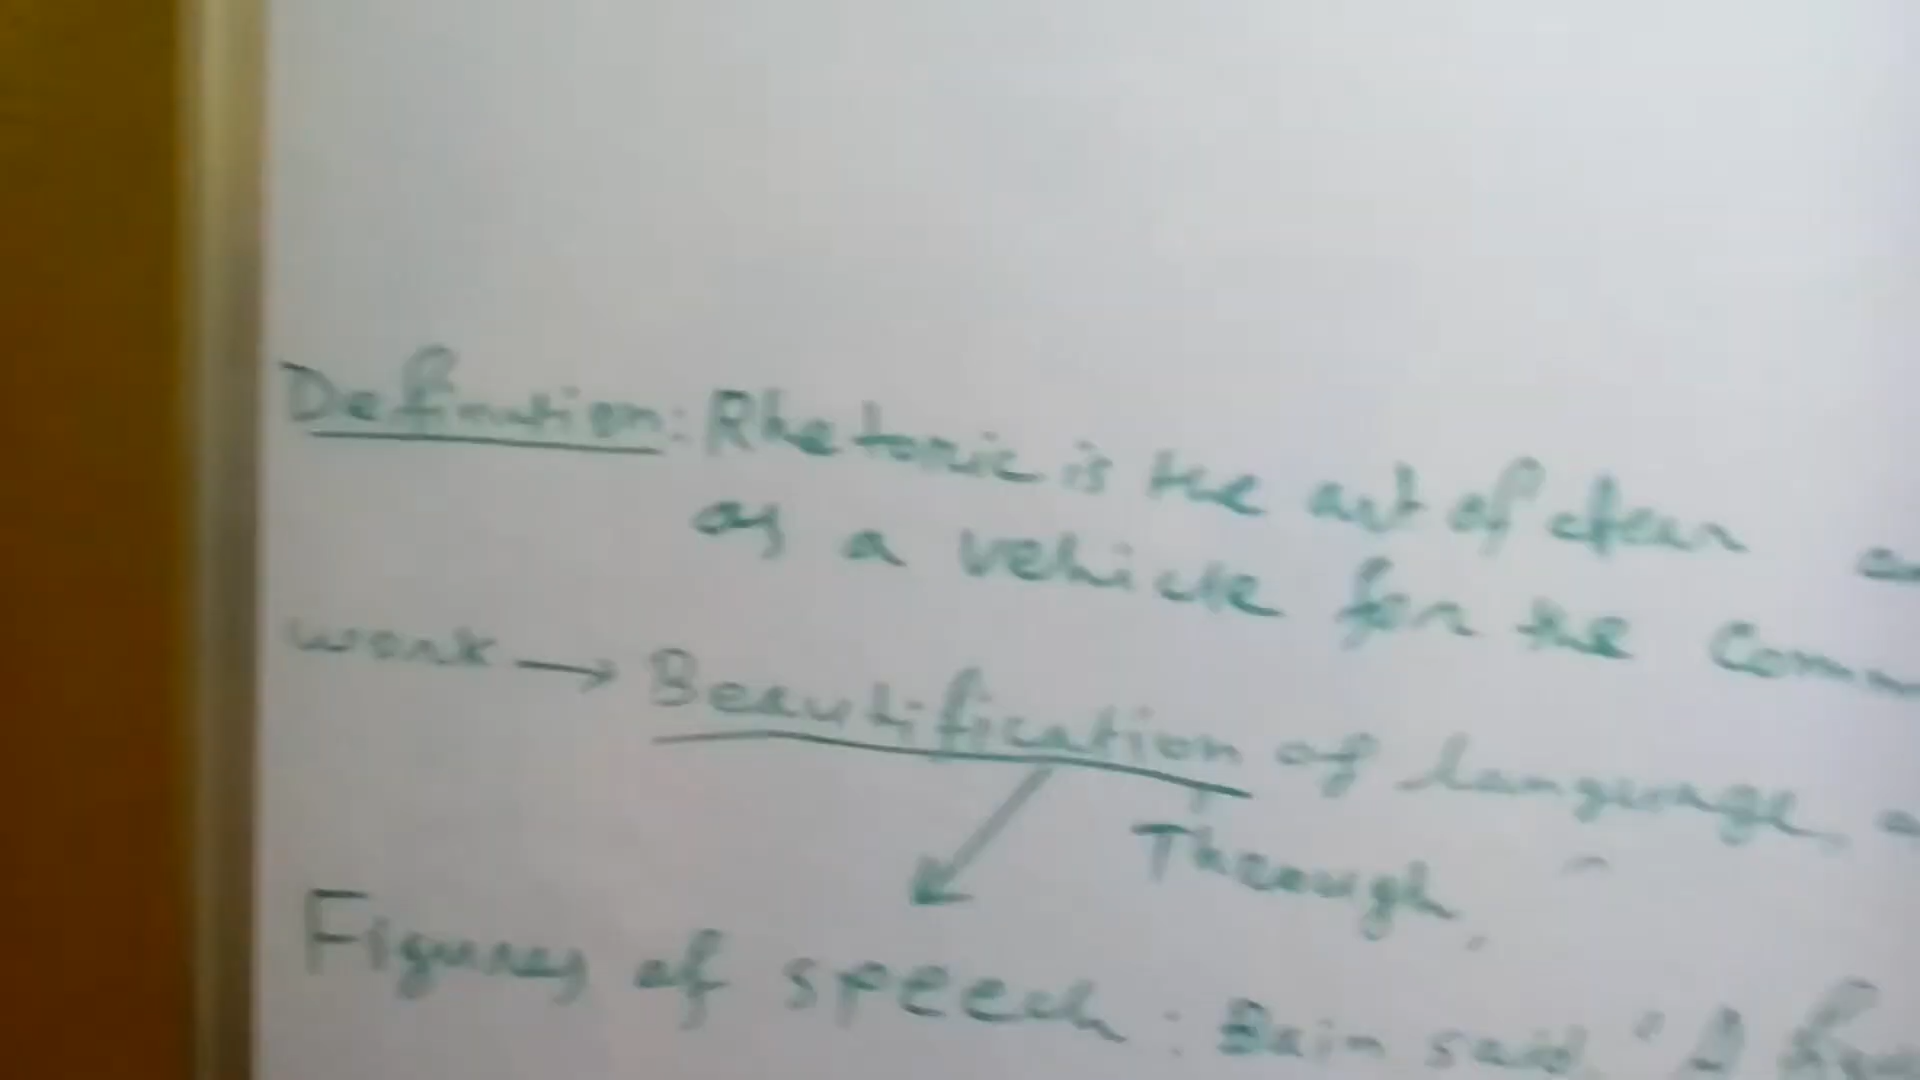 Defination: Rhetoric is the art of clear
as a vehicle for the Comm
work → Beautification of language,
Through
Figures of speech: Bain said, "A